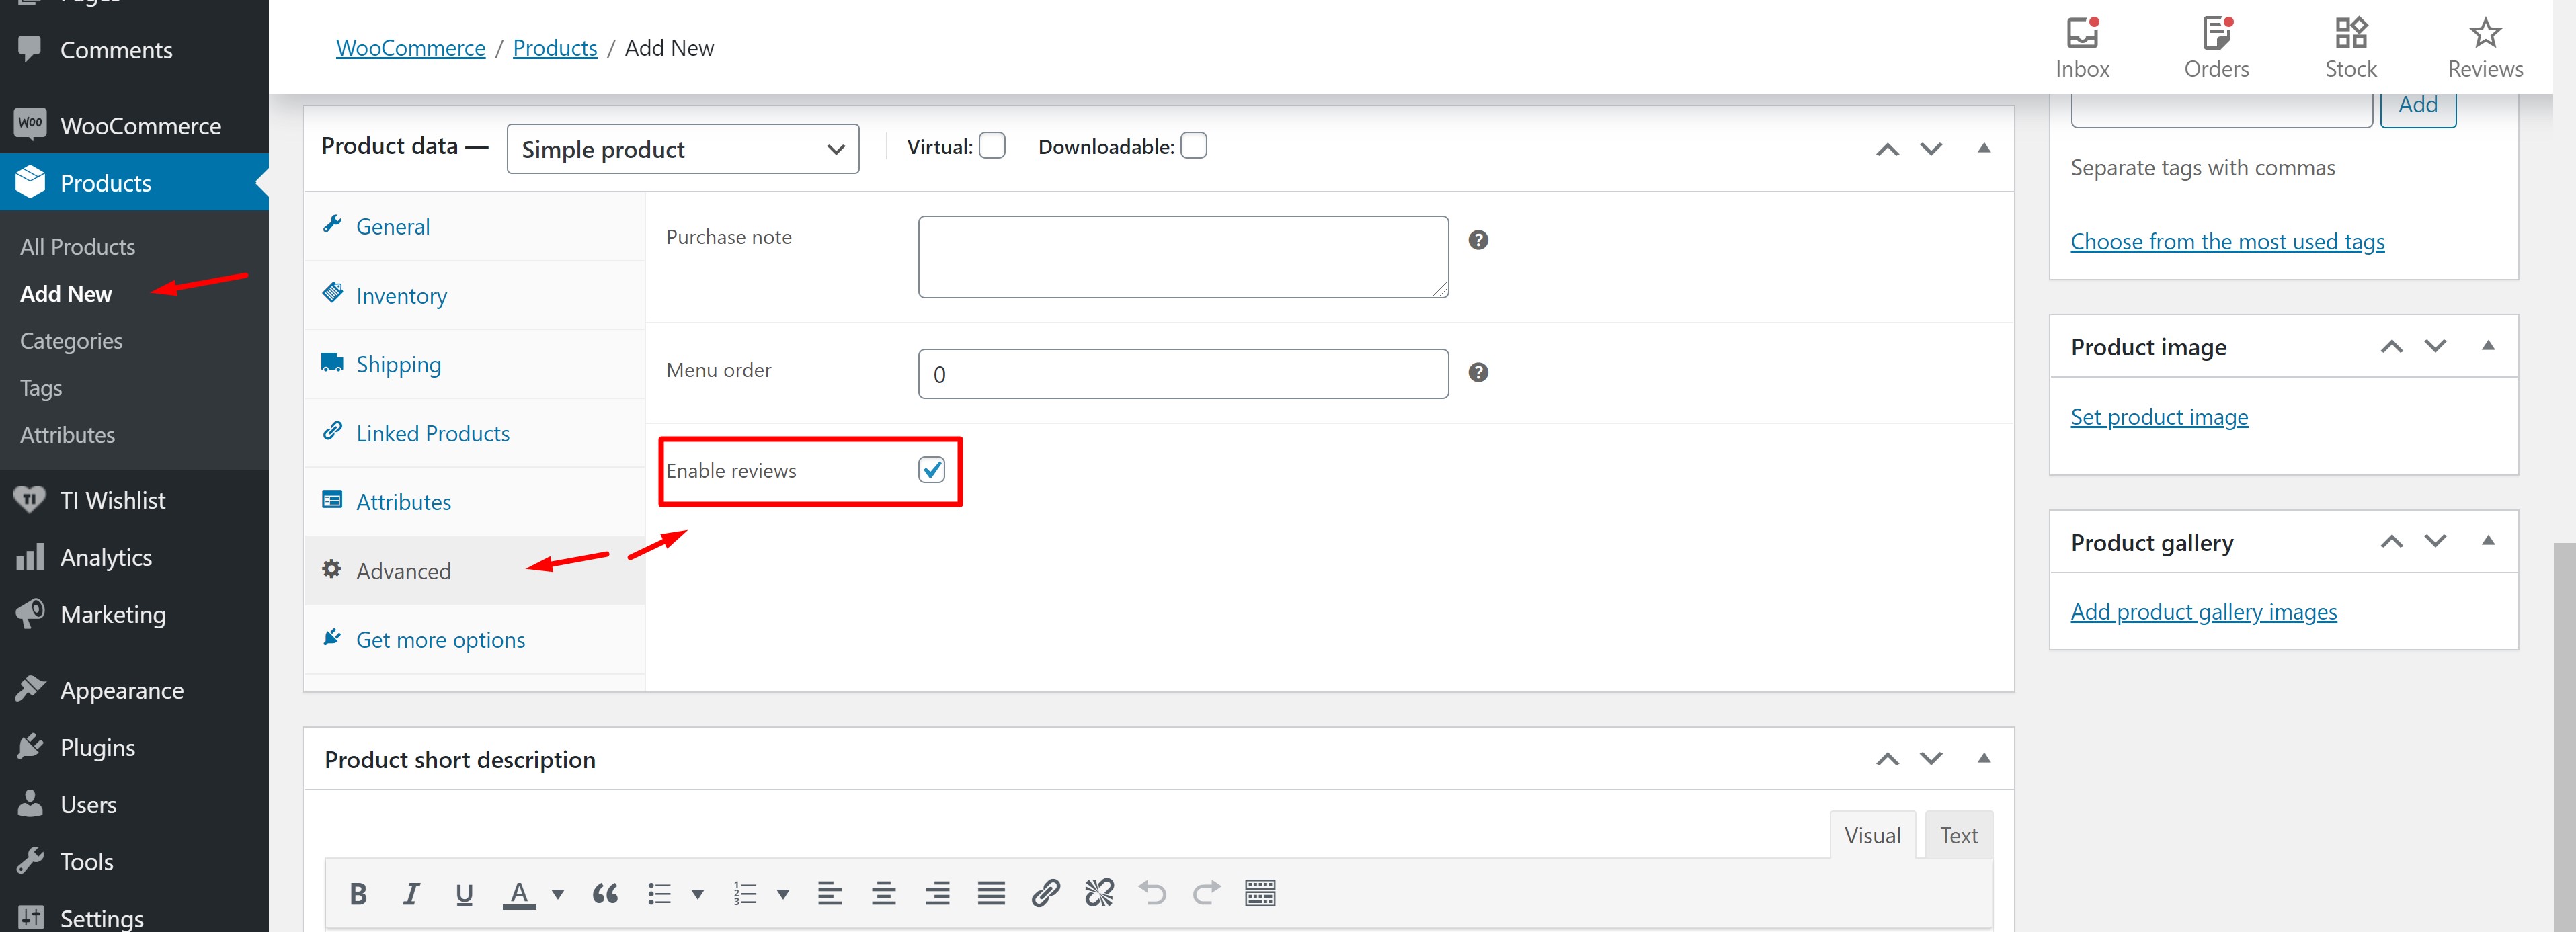 Comments
WOO WooCommerce
Products
All Products
Add New
Categories
Tags
Attributes
TI TI Wishlist
Analytics
Marketing
Appearance
Plugins
Users
Tools
Settings
WooCommerce / Products / Add New
Inbox
Orders
Stock
Reviews
Product data — Simple product Virtual: Downloadable:
General
Inventory
Shipping
Linked Products
Attributes
Advanced
Get more options
Purchase note
Menu order 0
Enable reviews
Product short description
Visual Text
B I U A
Add
Separate tags with commas
Choose from the most used tags
Product image
Set product image
Product gallery
Add product gallery images